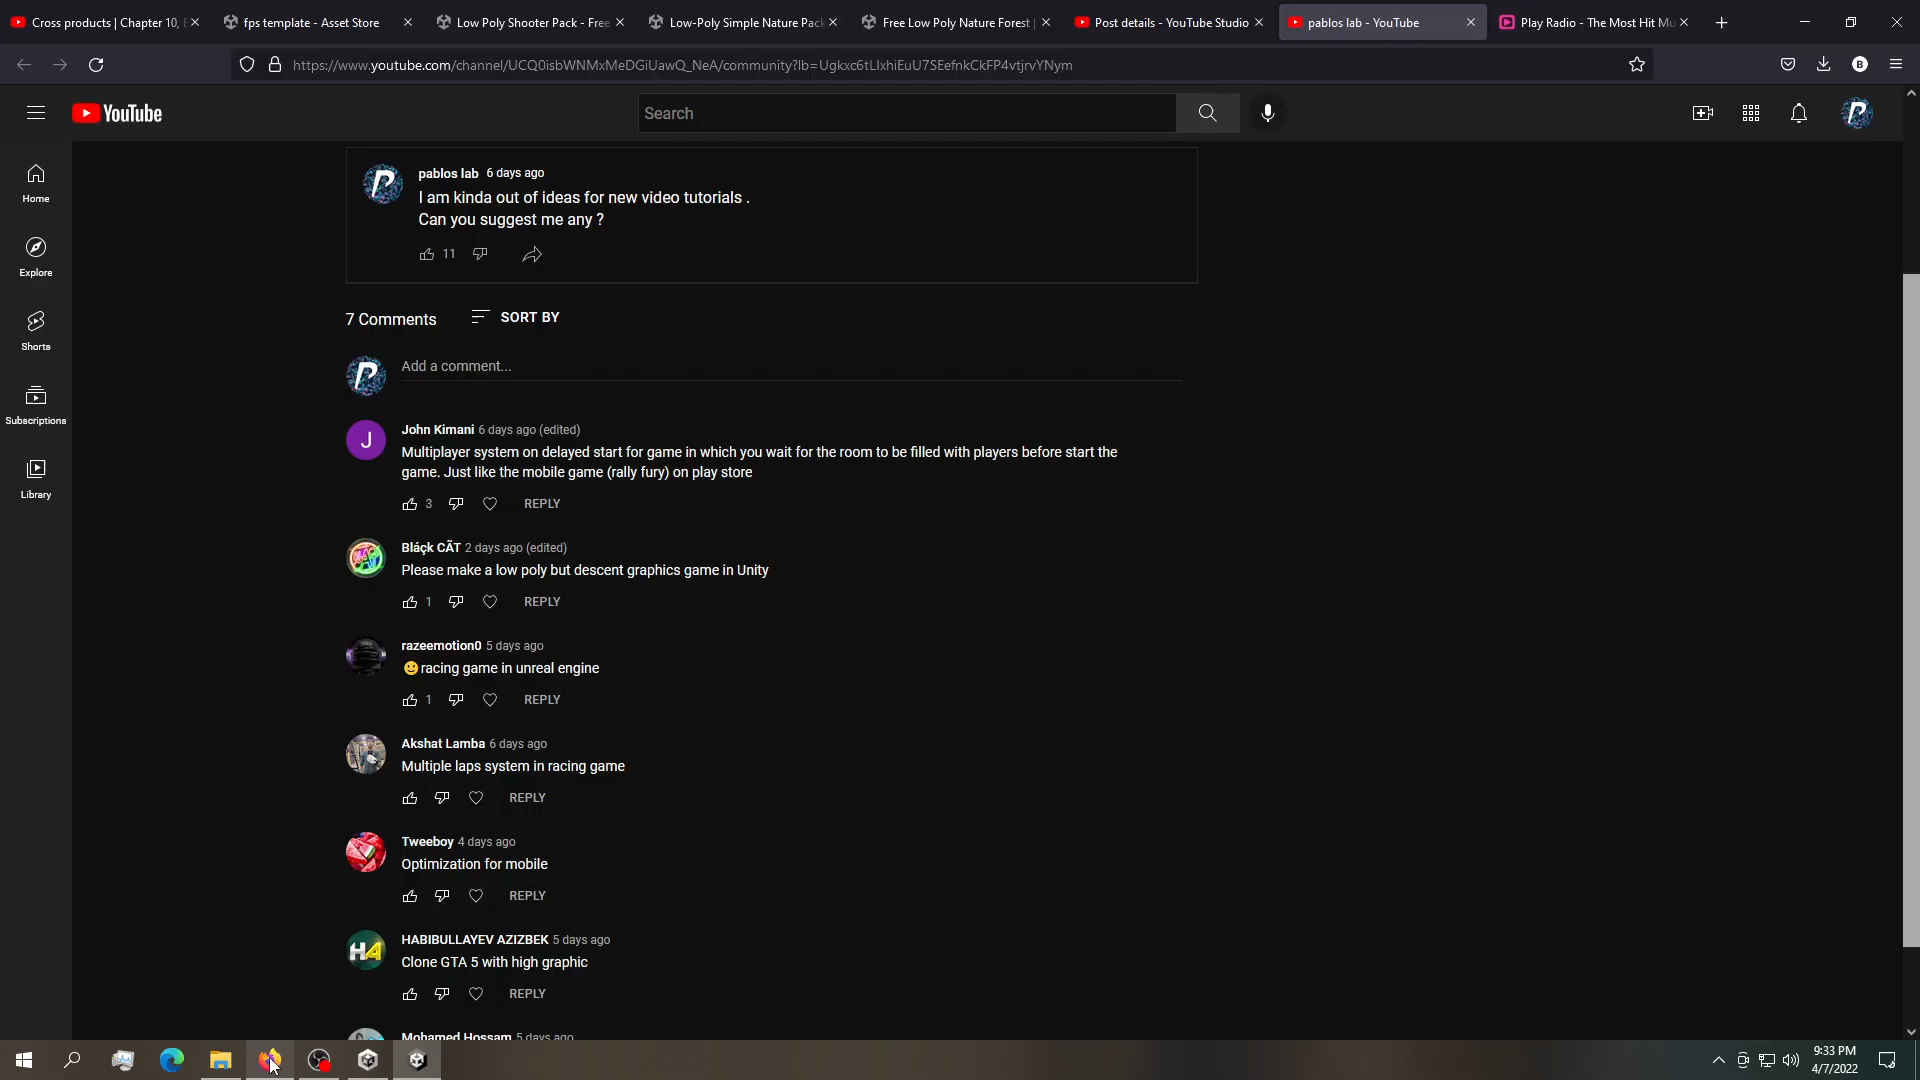 Cross products | Chapter 10, E
fps template - Asset Store
Low Poly Shooter Pack - Free
Low-Poly Simple Nature Pack
Free Low Poly Nature Forest |
Post details - YouTube Studio
pablos lab - YouTube
Play Radio - The Most Hit Mu
https://www.youtube.com/channel/UCQ0isbWNMxMeDGiUawQ_NeA/community?lb=Ugkxc6tLIxhiEuU7SEefnkCkFP4vtjrvYNym
B
YouTube
Search
P
Home
Explore
Shorts
Subscriptions
Library
P
pablos lab 6 days ago
I am kinda out of ideas for new video tutorials .
Can you suggest me any ?
11
7 Comments
SORT BY
P
Add a comment...
J
John Kimani 6 days ago (edited)
Multiplayer system on delayed start for game in which you wait for the room to be filled with players before start the
game. Just like the mobile game (rally fury) on play store
3 REPLY
Bláçk CÃT 2 days ago (edited)
Please make a low poly but descent graphics game in Unity
1 REPLY
razeemotion0 5 days ago
racing game in unreal engine
1 REPLY
Akshat Lamba 6 days ago
Multiple laps system in racing game
REPLY
Tweeboy 4 days ago
Optimization for mobile
REPLY
H4
HABIBULLAYEV AZIZBEK 5 days ago
Clone GTA 5 with high graphic
REPLY
Mohamed Hossam 5 days ago
9:33 PM
4/7/2022